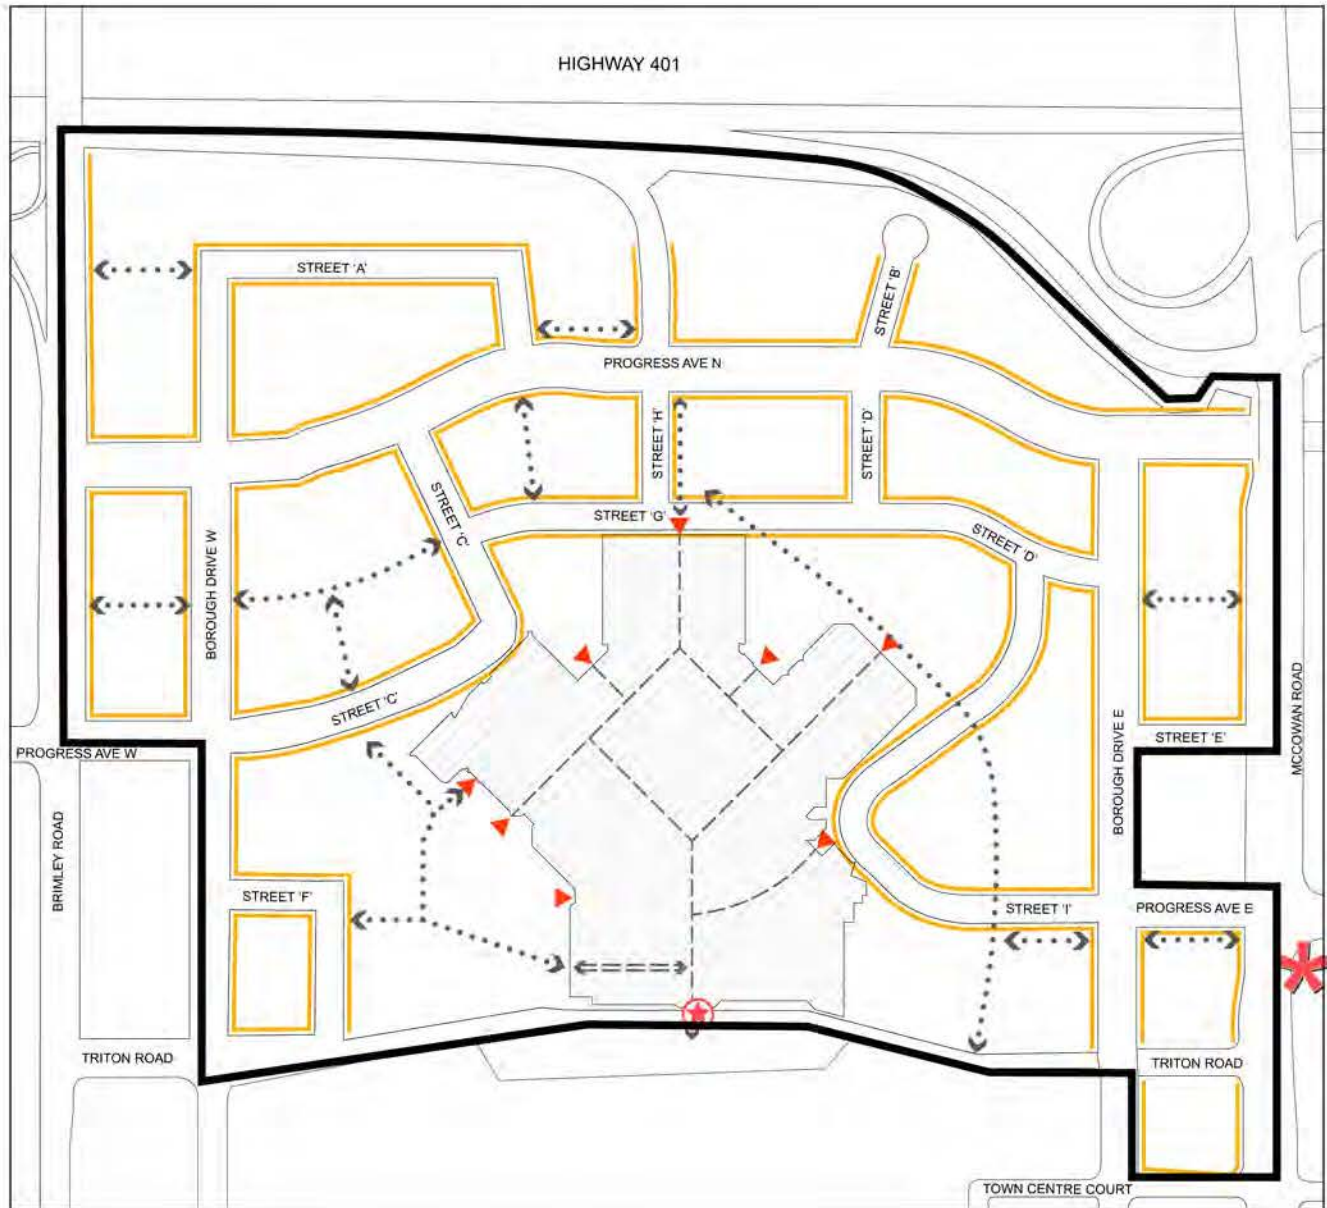 HIGHWAY 401
STREET 'A'
STREET 'B'
PROGRESS AVE N
STREET 'H'
STREET 'D'
STREET 'C'
STREET 'G'
STREET 'D'
BOROUGH DRIVE W
STREET 'C'
PROGRESS AVE W
STREET 'E'
MCCOWAN ROAD
BOROUGH DRIVE E
BRIMLEY ROAD
STREET 'F'
STREET 'I'
PROGRESS AVE E
TRITON ROAD
TRITON ROAD
TOWN CENTRE COURT